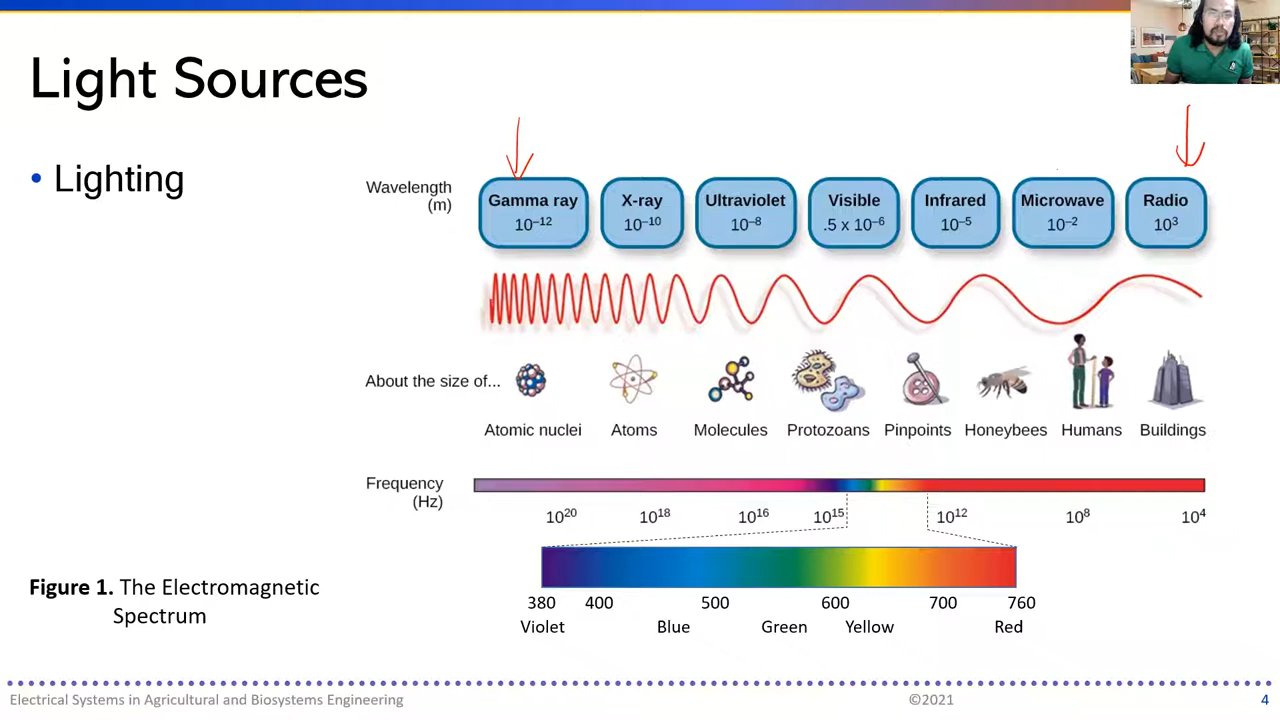 Light Sources
• Lighting
Wavelength
(m)
Gamma ray
10⁻¹²
X-ray
10⁻¹⁰
Ultraviolet
10⁻⁸
Visible
.5 x 10⁻⁶
Infrared
10⁻⁵
Microwave
10⁻²
Radio
10³
About the size of...
Atomic nuclei Atoms Molecules Protozoans Pinpoints Honeybees Humans Buildings
Frequency
(Hz)
10²⁰ 10¹⁸ 10¹⁶ 10¹⁵ 10¹² 10⁸ 10⁴
380 400 500 600 700 760
Violet Blue Green Yellow Red
Figure 1. The Electromagnetic
Spectrum
Electrical Systems in Agricultural and Biosystems Engineering ©2021 4